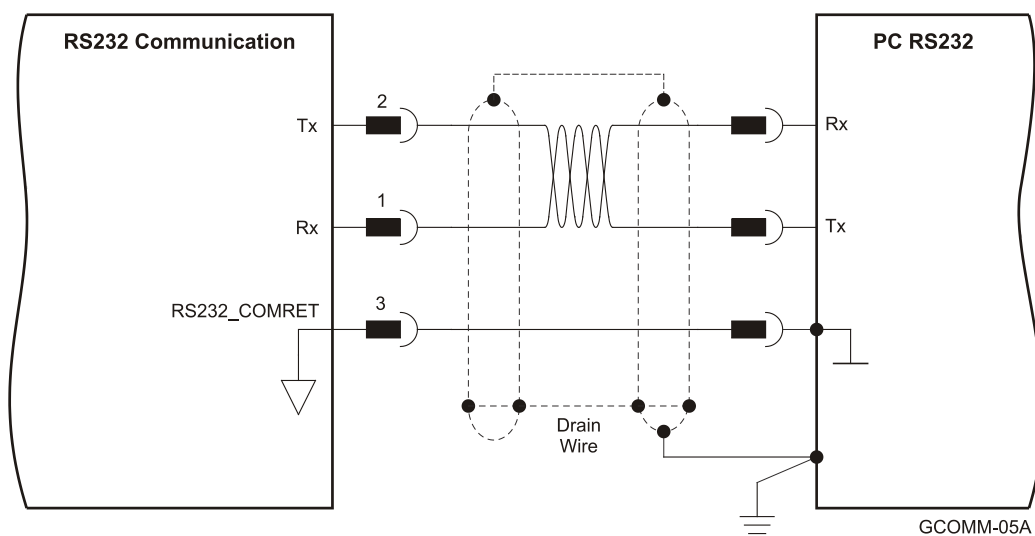 RS232 Communication
PC RS232
2
Tx
Rx
1
Rx
Tx
3
RS232_COMRET
Drain
Wire
GCOMM-05A